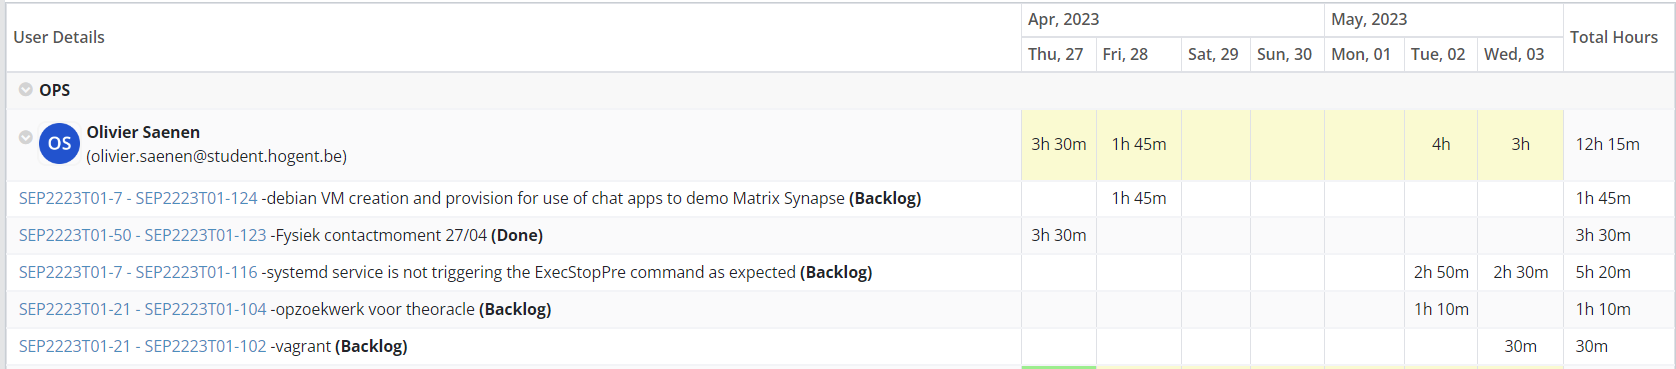 User Details Apr, 2023 May, 2023 Total Hours
Thu, 27 Fri, 28 Sat, 29 Sun, 30 Mon, 01 Tue, 02 Wed, 03
OPS
OS Olivier Saenen
(olivier.saenen@student.hogent.be) 3h 30m 1h 45m 4h 3h 12h 15m
SEP2223T01-7 - SEP2223T01-124 -debian VM creation and provision for use of chat apps to demo Matrix Synapse (Backlog) 1h 45m 1h 45m
SEP2223T01-50 - SEP2223T01-123 -Fysiek contactmoment 27/04 (Done) 3h 30m 3h 30m
SEP2223T01-7 - SEP2223T01-116 -systemd service is not triggering the ExecStopPre command as expected (Backlog) 2h 50m 2h 30m 5h 20m
SEP2223T01-21 - SEP2223T01-104 -opzoekwerk voor theoracle (Backlog) 1h 10m 1h 10m
SEP2223T01-21 - SEP2223T01-102 -vagrant (Backlog) 30m 30m